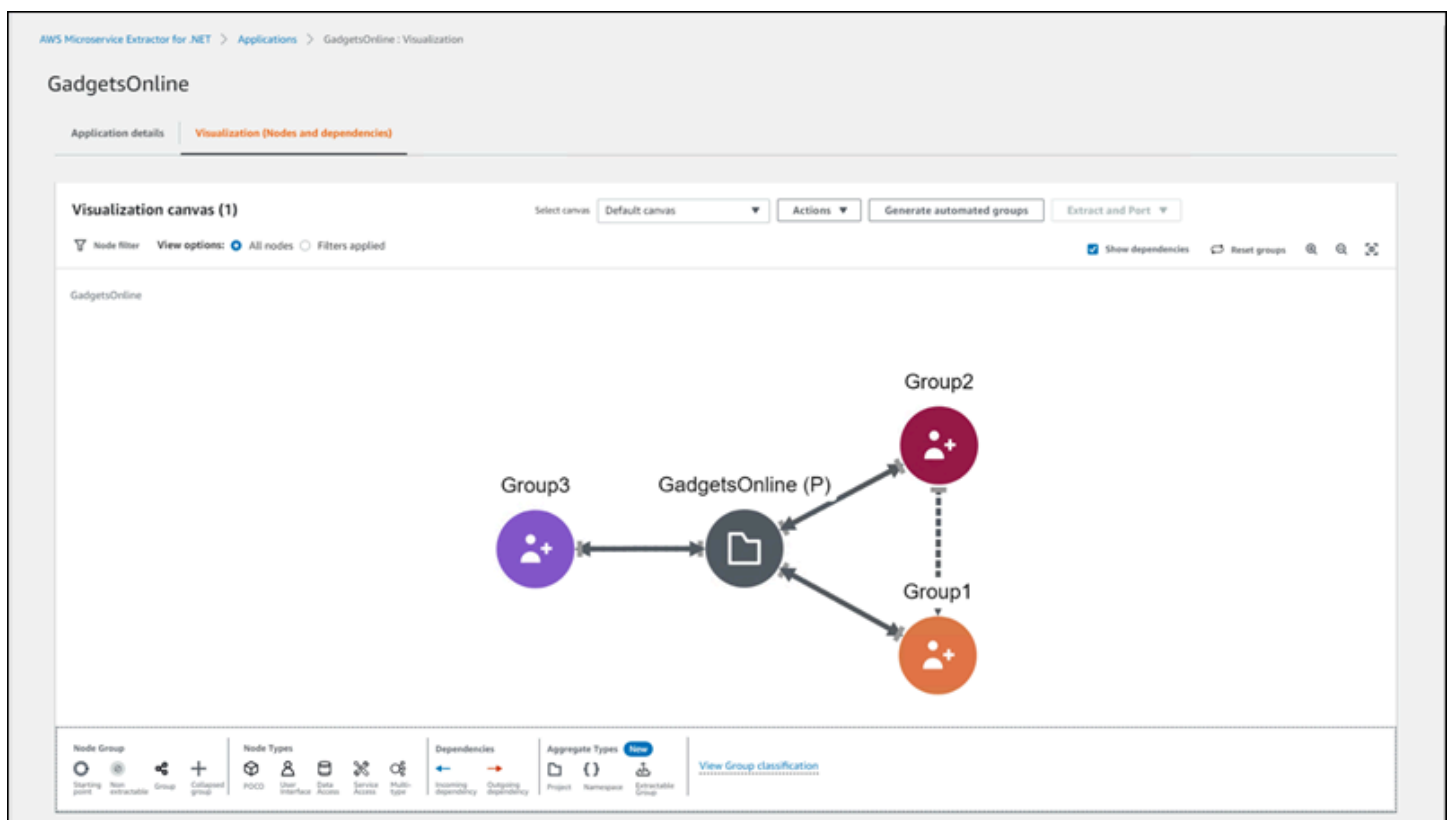 AWS Microservice Extractor for .NET > Applications > GadgetsOnline : Visualization
GadgetsOnline
Application details Visualization (Nodes and dependencies)
Visualization canvas (1) Select canvas Default canvas Actions Generate automated groups Extract and Port
Node filter View options: All nodes Filters applied Show dependencies Reset groups
GadgetsOnline
Group2
Group3 GadgetsOnline (P)
Group1
Node Group Node Types Dependencies Aggregate Types New
View Group classification
Starting point Non extractable Group Collapsed group POCO User Interface Data Access Service Access Multi-type Incoming dependency Outgoing dependency Project Namespace Extractable Group